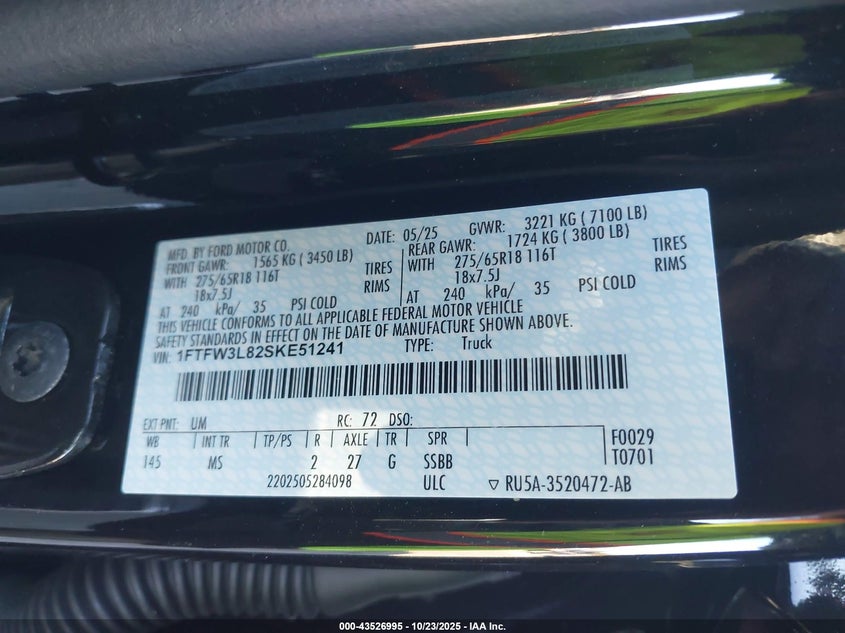 MFD. BY FORD MOTOR CO. DATE: 05/25 GVWR: 3221 KG ( 7100 LB)
FRONT GAWR: 1565 KG ( 3450 LB) REAR GAWR: 1724 KG ( 3800 LB)
WITH 275/65R18 116T TIRES WITH 275/65R18 116T TIRES
18x7.5J RIMS 18x7.5J RIMS
AT 240 kPa/ 35 PSI COLD AT 240 kPa/ 35 PSI COLD
THIS VEHICLE CONFORMS TO ALL APPLICABLE FEDERAL MOTOR VEHICLE
SAFETY STANDARDS IN EFFECT ON THE DATE OF MANUFACTURE SHOWN ABOVE.
VIN: 1FTFW3L82SKE51241 TYPE: Truck
EXT PNT: UM RC: 72 DSO: F0029
WB INT TR TP/PS R AXLE TR SPR T0701
145 MS 2 27 G SSBB
2202505284098 ULC ▽ RU5A-3520472-AB
000-43526995 - 10/23/2025 - IAA Inc.